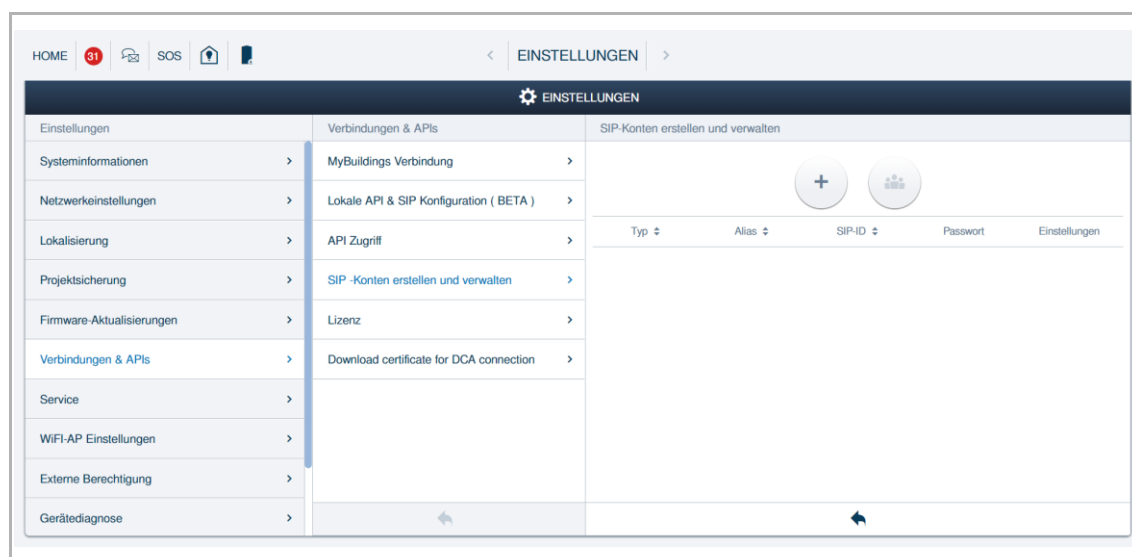 HOME 31 SOS EINSTELLUNGEN
EINSTELLUNGEN
Einstellungen
Systeminformationen
Netzwerkeinstellungen
Lokalisierung
Projektsicherung
Firmware-Aktualisierungen
Verbindungen & APIs
Service
WiFI-AP Einstellungen
Externe Berechtigung
Gerätediagnose
Verbindungen & APIs
MyBuildings Verbindung
Lokale API & SIP Konfiguration ( BETA )
API Zugriff
SIP -Konten erstellen und verwalten
Lizenz
Download certificate for DCA connection
SIP-Konten erstellen und verwalten
Typ Alias SIP-ID Passwort Einstellungen